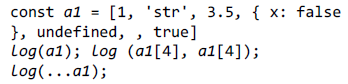 const a1 = [1, 'str', 3.5, { x: false
}, undefined, , true]
log(a1); log (a1[4], a1[4]);
log(...a1);